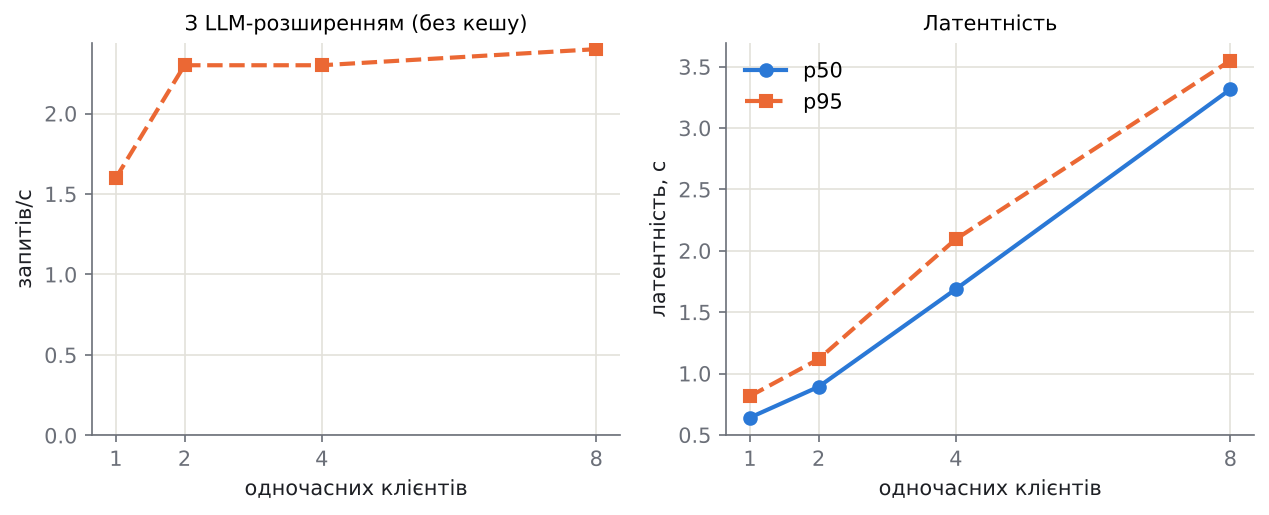 З LLM-розширенням (без кешу)
запитів/с
2.0
1.5
1.0
0.5
0.0
1 2 4 8
одночасних клієнтів
Латентність
p50
p95
латентність, с
3.5
3.0
2.5
2.0
1.5
1.0
0.5
1 2 4 8
одночасних клієнтів